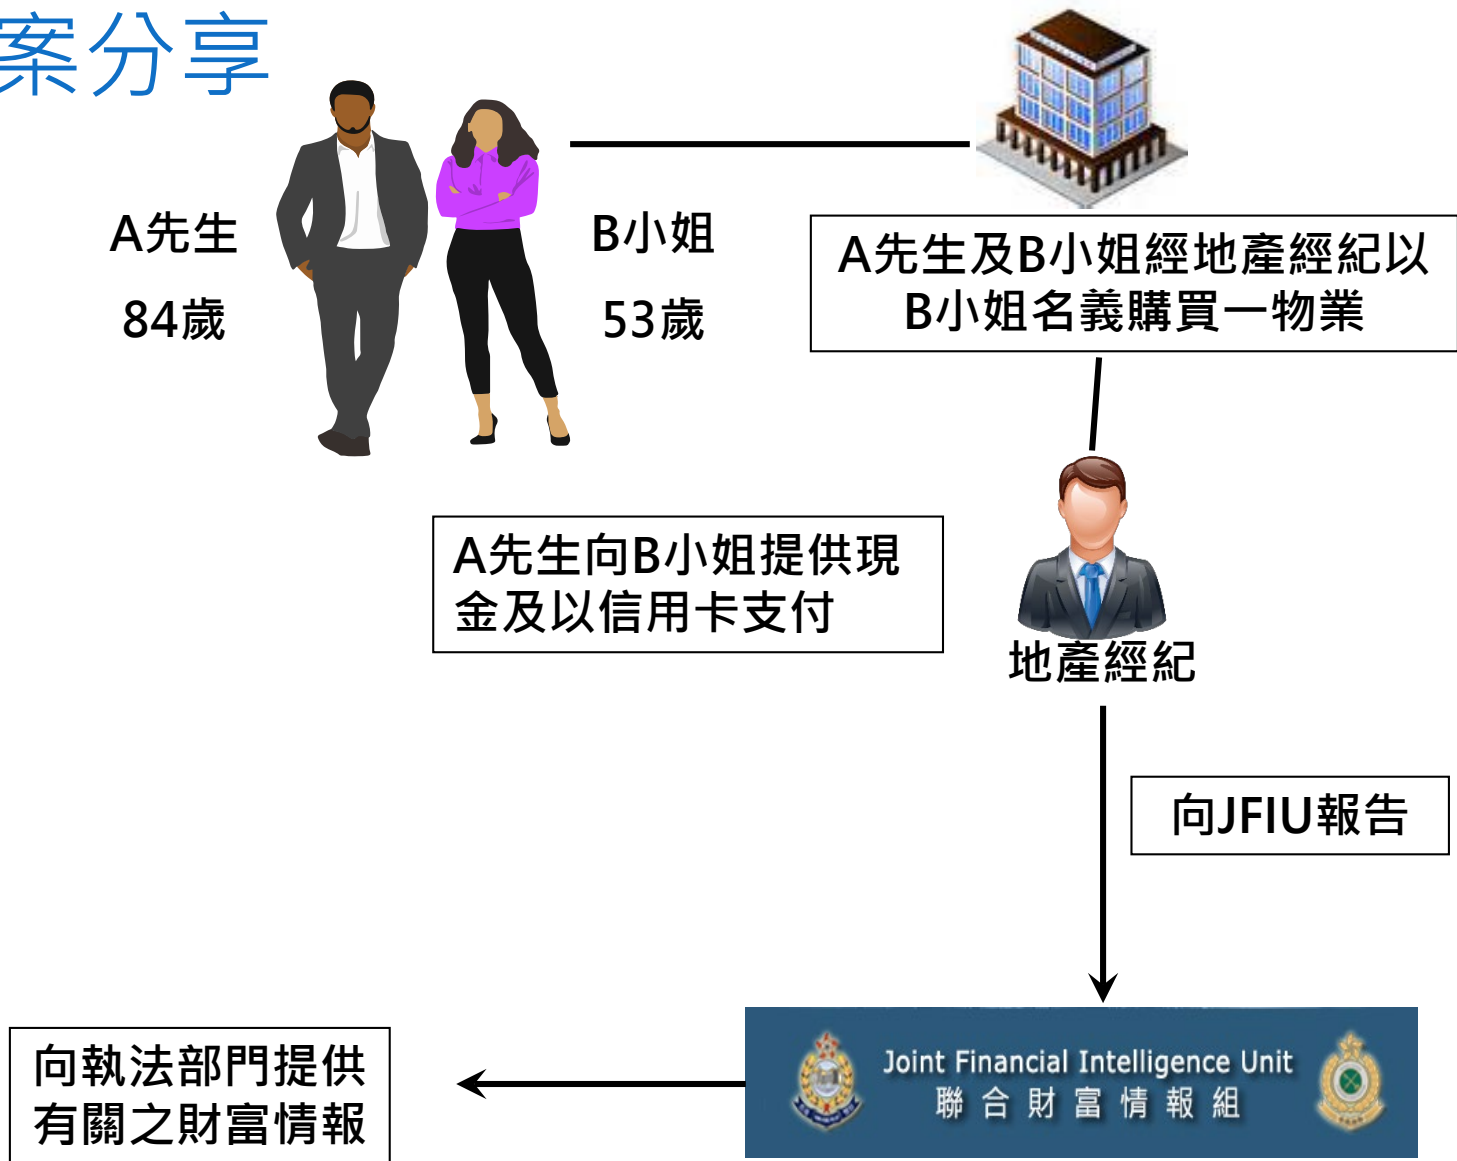 案分享
A先生
84歲
B小姐
53歲
A先生及B小姐經地產經紀以
B小姐名義購買一物業
A先生向B小姐提供現
金及以信用卡支付
地產經紀
向JFIU報告
Joint Financial Intelligence Unit
聯合財富情報組
向執法部門提供
有關之財富情報